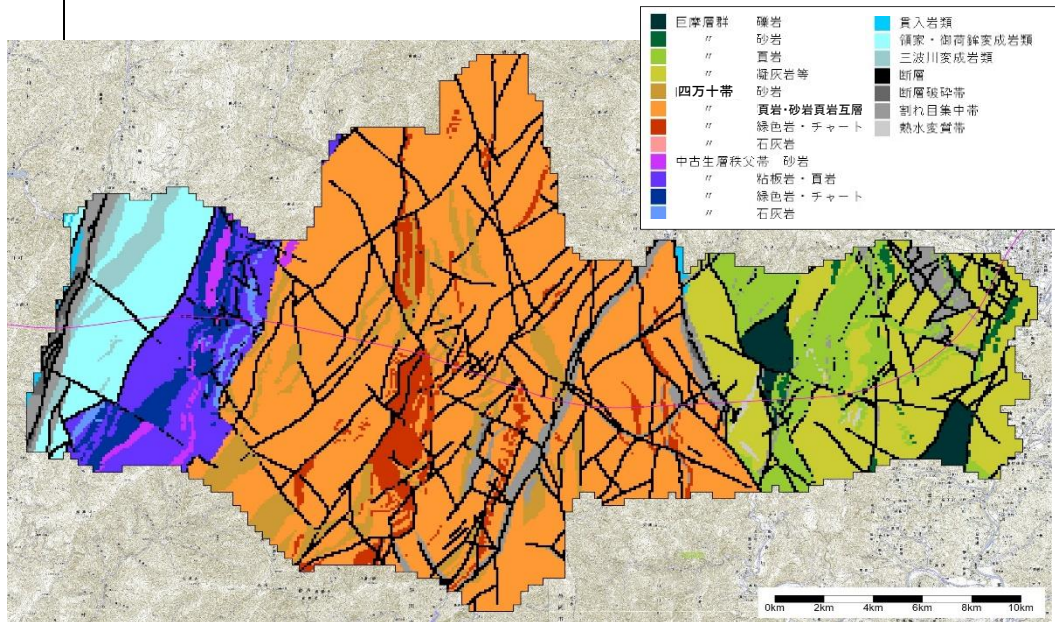 巨摩層群 礫岩
〃 砂岩
〃 頁岩
〃 凝灰岩等
四万十帯 砂岩
〃 頁岩・砂岩頁岩互層
〃 緑色岩・チャート
〃 石灰岩
中古生層秩父帯 砂岩
〃 粘板岩・頁岩
〃 緑色岩・チャート
〃 石灰岩
貫入岩類
領家・御荷鉾変成岩類
三波川変成岩類
断層
断層破砕帯
割れ目集中帯
熱水変質帯
0km 2km 4km 6km 8km 10km